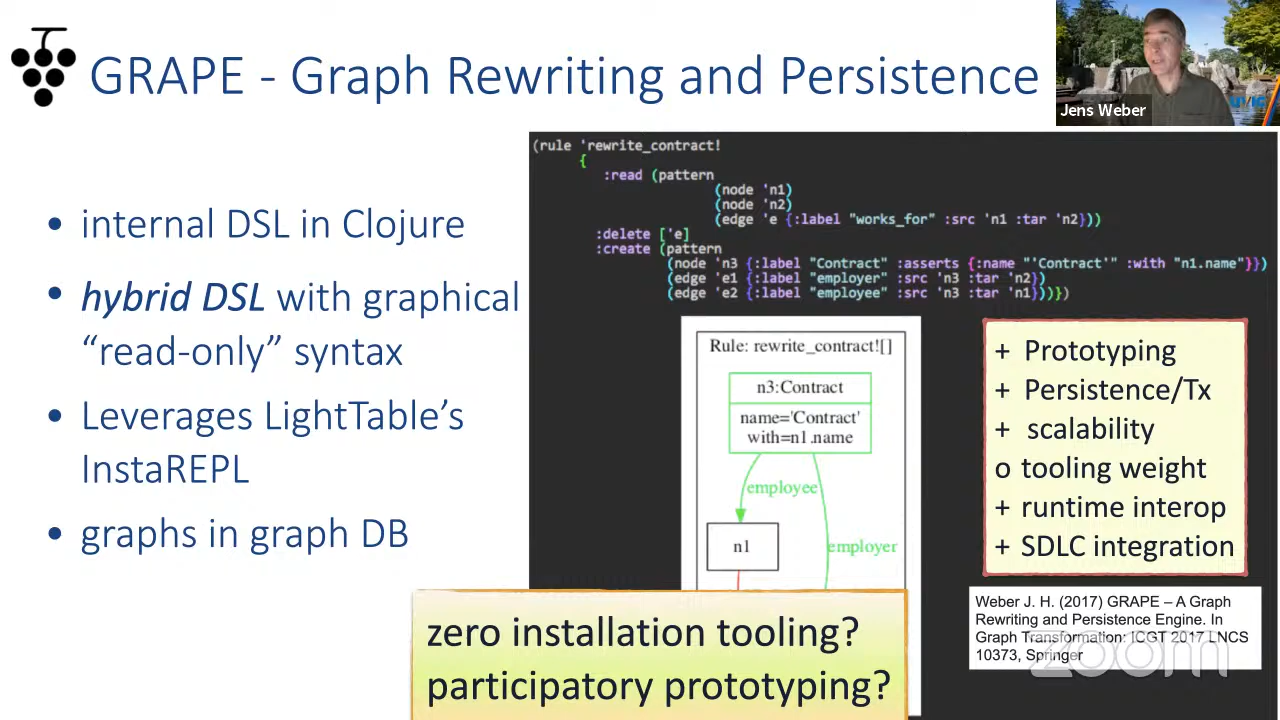 GRAPE - Graph Rewriting and Persistence
Jens Weber
UVIC
• internal DSL in Clojure
• hybrid DSL with graphical
“read-only” syntax
• Leverages LightTable’s
InstaREPL
• graphs in graph DB
(rule 'rewrite_contract!
{
:read (pattern
(node 'n1)
(node 'n2)
(edge 'e {:label "works_for" :src 'n1 :tar 'n2}))
:delete ['e]
:create (pattern
(node 'n3 {:label "Contract" :asserts {:name "'Contract'" :with "n1.name"}})
(edge 'e1 {:label "employer" :src 'n3 :tar 'n2})
(edge 'e2 {:label "employee" :src 'n3 :tar 'n1}))})
Rule: rewrite_contract![]
n3:Contract
name='Contract'
with=n1.name
employee
n1
employer
+ Prototyping
+ Persistence/Tx
+ scalability
o tooling weight
+ runtime interop
+ SDLC integration
zero installation tooling?
participatory prototyping?
Weber J. H. (2017) GRAPE – A Graph
Rewriting and Persistence Engine. In
Graph Transformation: ICGT 2017 LNCS
10373, Springer
zoom